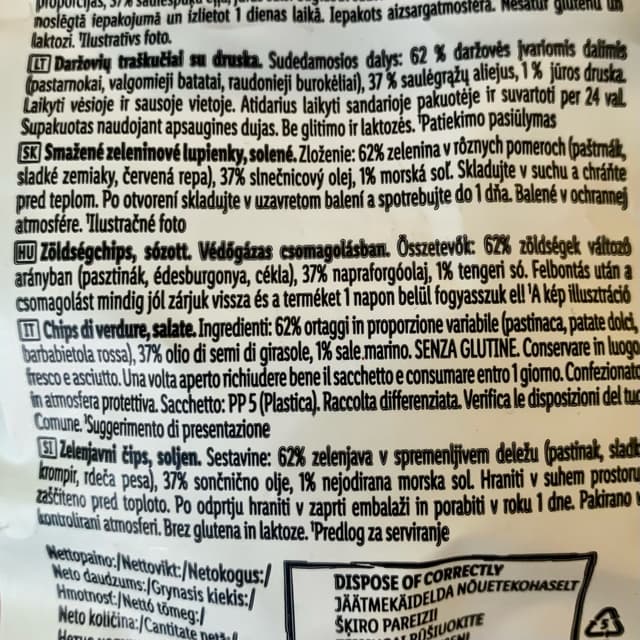 noslēgtā iepakojumā un izlietot 1 dienas laikā. Iepakots aizsargatmosfērā. Nesatur glutēnu un
laktozi. ¹Ilustratīvs foto.
LT Daržovių traškučiai su druska. Sudedamosios dalys: 62 % daržovės įvairiomis dalimis
(pastarnokai, valgomieji batatai, raudonieji burokėliai), 37 % saulėgrąžų aliejus, 1 % jūros druska.
Laikyti vėsioje ir sausoje vietoje. Atidarius laikyti sandarioje pakuotėje ir suvartoti per 24 val.
Supakuotas naudojant apsaugines dujas. Be glitimo ir laktozės. ¹Patiekimo pasiūlymas
SK Smažené zeleninové lupienky, solené. Zloženie: 62% zelenina v rôznych pomeroch (paštrnák,
sladké zemiaky, červená repa), 37% slnečnicový olej, 1% morská soľ. Skladujte v suchu a chráňte
pred teplom. Po otvorení skladujte v uzavretom balení a spotrebujte do 1 dňa. Balené v ochrannej
atmosfére. ¹Ilustračné foto
HU Zöldségchips, sózott. Védőgázas csomagolásban. Összetevők: 62% zöldségek változó
arányban (pasztinák, édesburgonya, cékla), 37% napraforgóolaj, 1% tengeri só. Felbontás után a
csomagolást mindig jól zárjuk vissza és a terméket 1 napon belül fogyasszuk el! ¹A kép illusztráció
IT Chips di verdure, salate. Ingredienti: 62% ortaggi in proporzione variabile (pastinaca, patate dolci,
barbabietola rossa), 37% olio di semi di girasole, 1% sale marino. SENZA GLUTINE. Conservare in luogo
fresco e asciutto. Una volta aperto richiudere bene il sacchetto e consumare entro 1 giorno. Confezionato
in atmosfera protettiva. Sacchetto: PP 5 (Plastica). Raccolta differenziata. Verifica le disposizioni del tuo
Comune. ¹Suggerimento di presentazione
SI Zelenjavni čips, soljen. Sestavine: 62% zelenjava v spremenljivem deležu (pastinak, sladk
krompir, rdeča pesa), 37% sončnično olje, 1% nejodirana morska sol. Hraniti v suhem prostoru
zaščiteno pred toploto. Po odprtju hraniti v zaprti embalaži in porabiti v roku 1 dne. Pakirano v
kontrolirani atmosferi. Brez glutena in laktoze. ¹Predlog za serviranje
Nettopaino:/Nettovikt:/Netokogus:/
Neto daudzums:/Grynasis kiekis:/
Hmotnosť:/Nettó tömeg:/
Neto količina:/Cantitate
DISPOSE OF CORRECTLY
JÄÄTMEKÄIDELDA NÕUETEKOHASELT
ŠĶIRO PAREIZI!
5